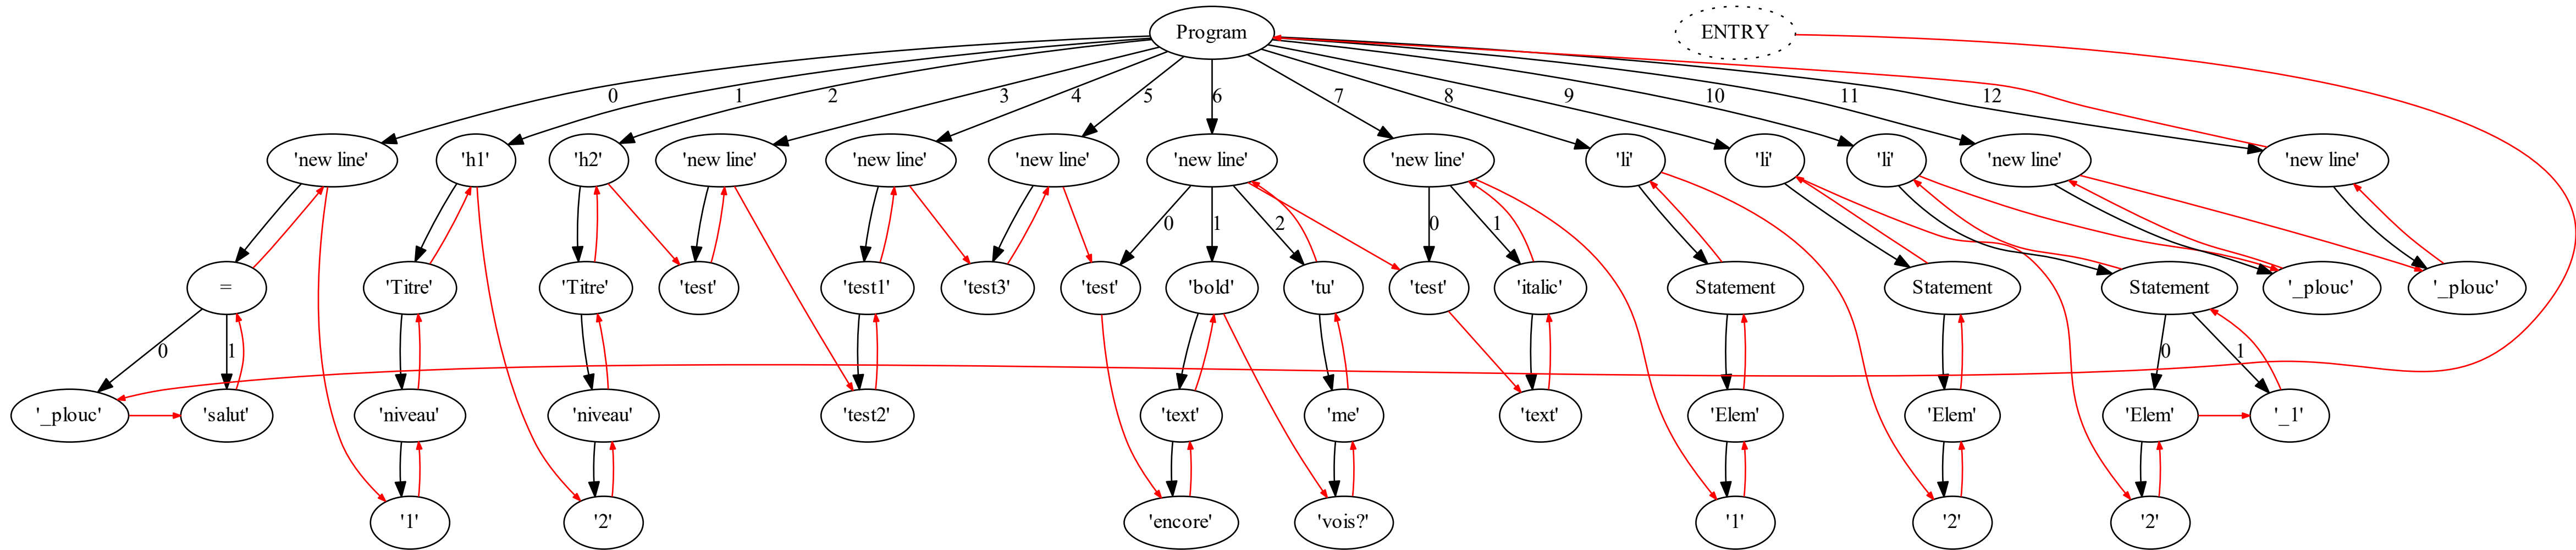 Program
ENTRY
0
1
2
3
4
5
6
7
8
9
10
11
12
'new line'
'h1'
'h2'
'new line'
'new line'
'new line'
'new line'
'new line'
'li'
'li'
'li'
'new line'
'new line'
0
1
2
0
1
=
'Titre'
'Titre'
'test'
'test1'
'test3'
'test'
'bold'
'tu'
'test'
'italic'
Statement
Statement
Statement
'_plouc'
'_plouc'
0
1
0
1
'_plouc'
'salut'
'niveau'
'niveau'
'test2'
'text'
'me'
'text'
'Elem'
'Elem'
'Elem'
'_1'
'1'
'2'
'encore'
'vois?'
'1'
'2'
'2'